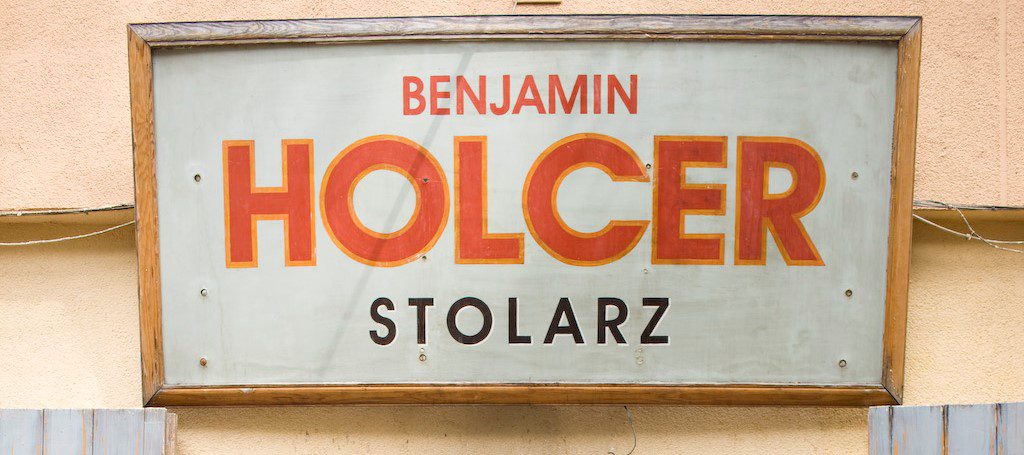 BENJAMIN
HOLCER
STOLARZ